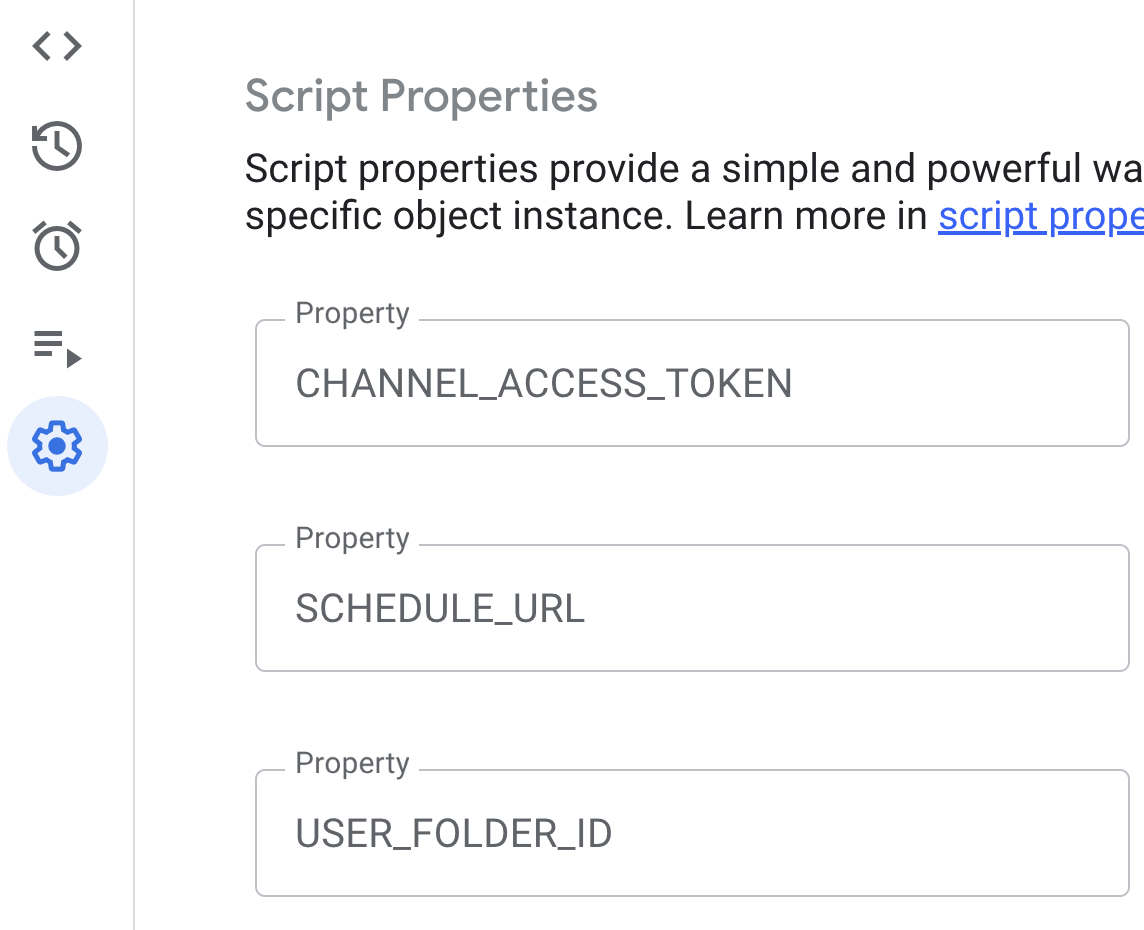 Script Properties
Script properties provide a simple and powerful wa
specific object instance. Learn more in script prope
Property
CHANNEL_ACCESS_TOKEN
Property
SCHEDULE_URL
Property
USER_FOLDER_ID